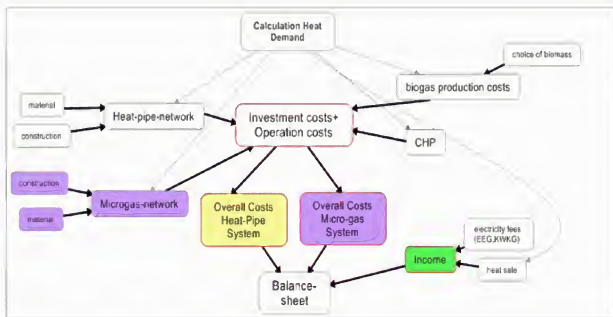 Calculation Heat
Demand
choice of biomass
biogas production costs
material
Heat-pipe-network
construction
Investment costs+
Operation costs
CHP
construction
Microgas-network
material
Overall Costs
Heat-Pipe
System
Overall Costs
Micro-gas
System
electricity fees
(EEG,KWKG)
Income
heat sale
Balance-
sheet